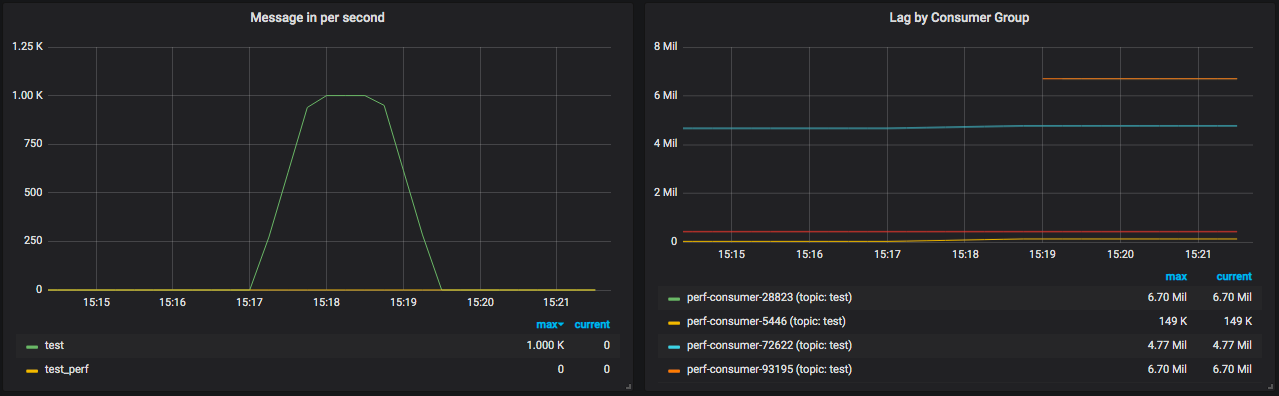 Message in per second
1.25 K
1.00 K
750
500
250
0
15:15 15:16 15:17 15:18 15:19 15:20 15:21
max current
test 1.000 K 0
test_perf 0 0
Lag by Consumer Group
8 Mil
6 Mil
4 Mil
2 Mil
0
15:15 15:16 15:17 15:18 15:19 15:20 15:21
max current
perf-consumer-28823 (topic: test) 6.70 Mil 6.70 Mil
perf-consumer-5446 (topic: test) 149 K 149 K
perf-consumer-72622 (topic: test) 4.77 Mil 4.77 Mil
perf-consumer-93195 (topic: test) 6.70 Mil 6.70 Mil